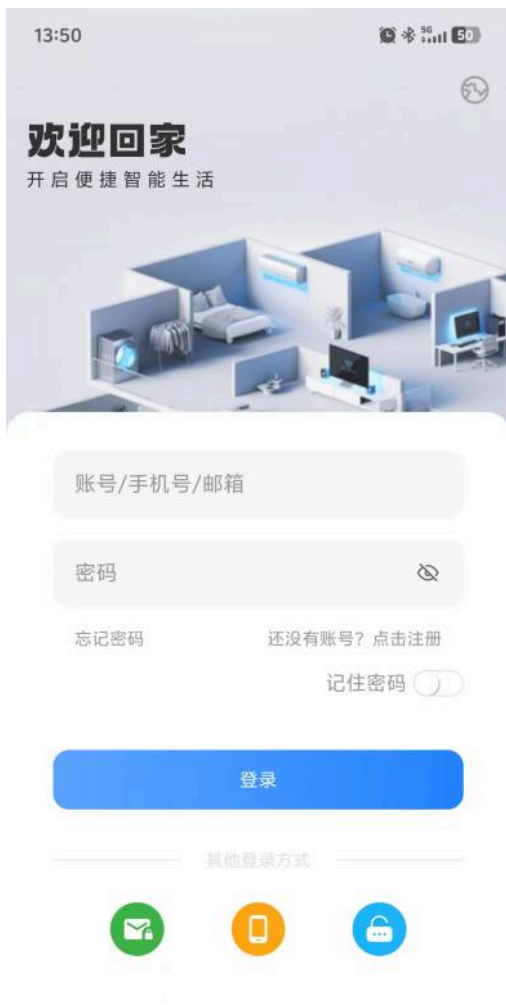 13:50
5G
50
欢迎回家
开启便捷智能生活
账号/手机号/邮箱
密码
忘记密码 还没有账号？点击注册
记住密码
登录
其他登录方式